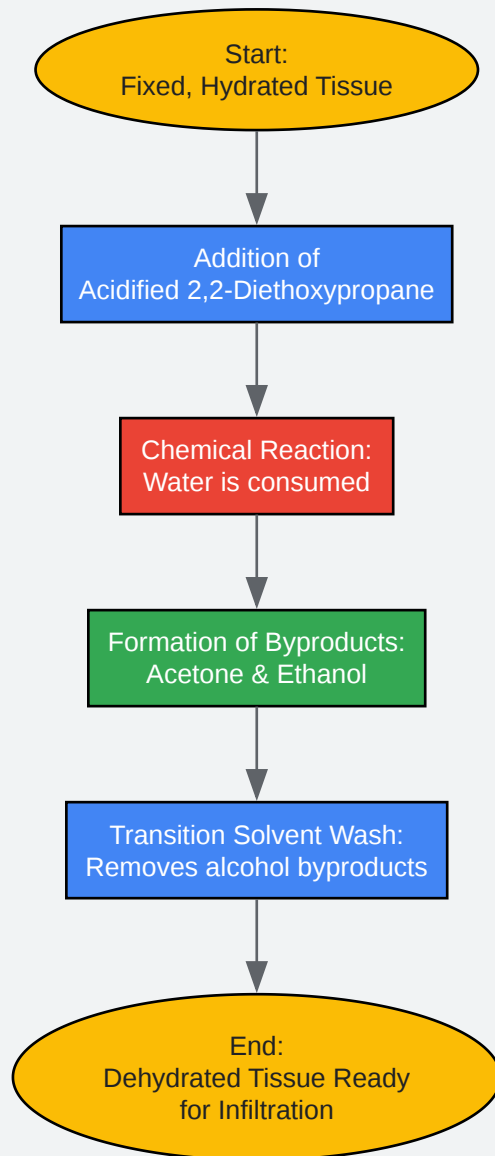 Start:
Fixed, Hydrated Tissue
Addition of
Acidified 2,2-Diethoxypropane
Chemical Reaction:
Water is consumed
Formation of Byproducts:
Acetone & Ethanol
Transition Solvent Wash:
Removes alcohol byproducts
End:
Dehydrated Tissue Ready
for Infiltration